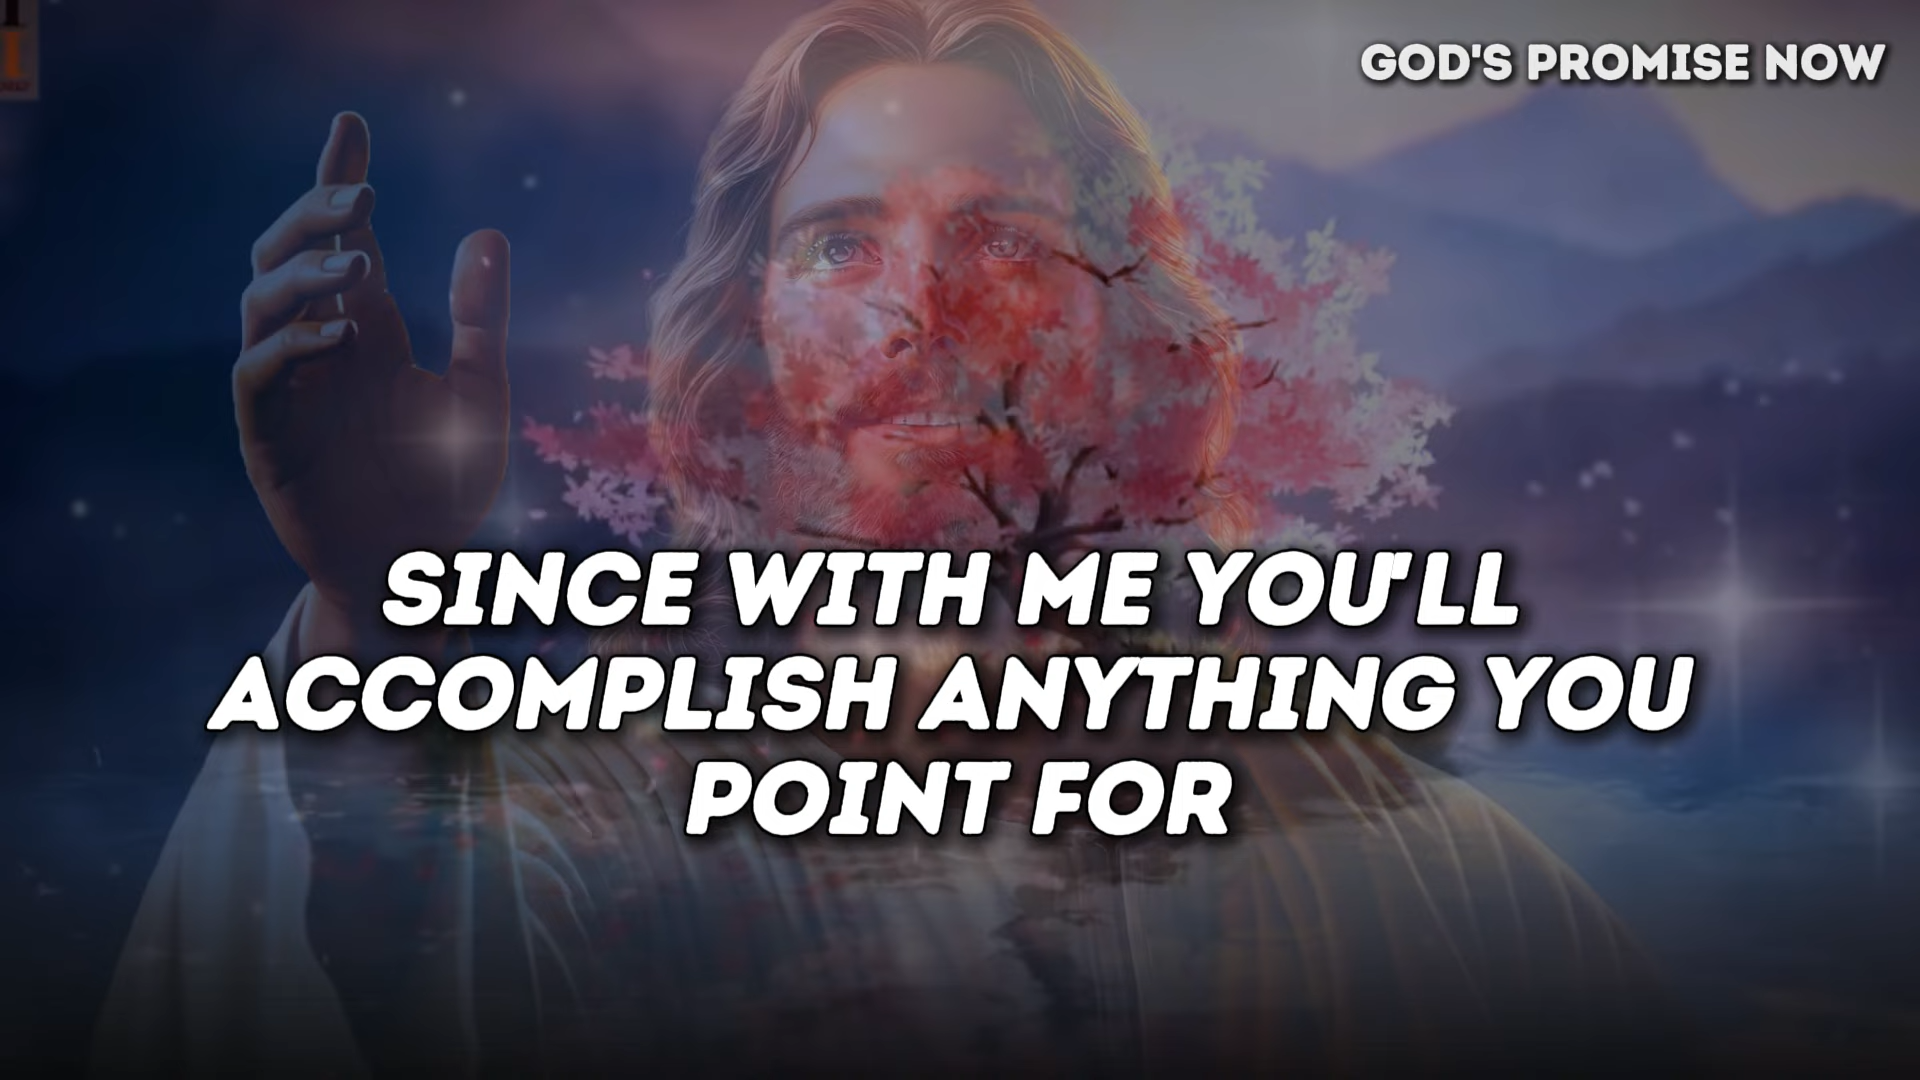 GOD'S PROMISE NOW
SINCE WITH ME YOU'LL
ACCOMPLISH ANYTHING YOU
POINT FOR